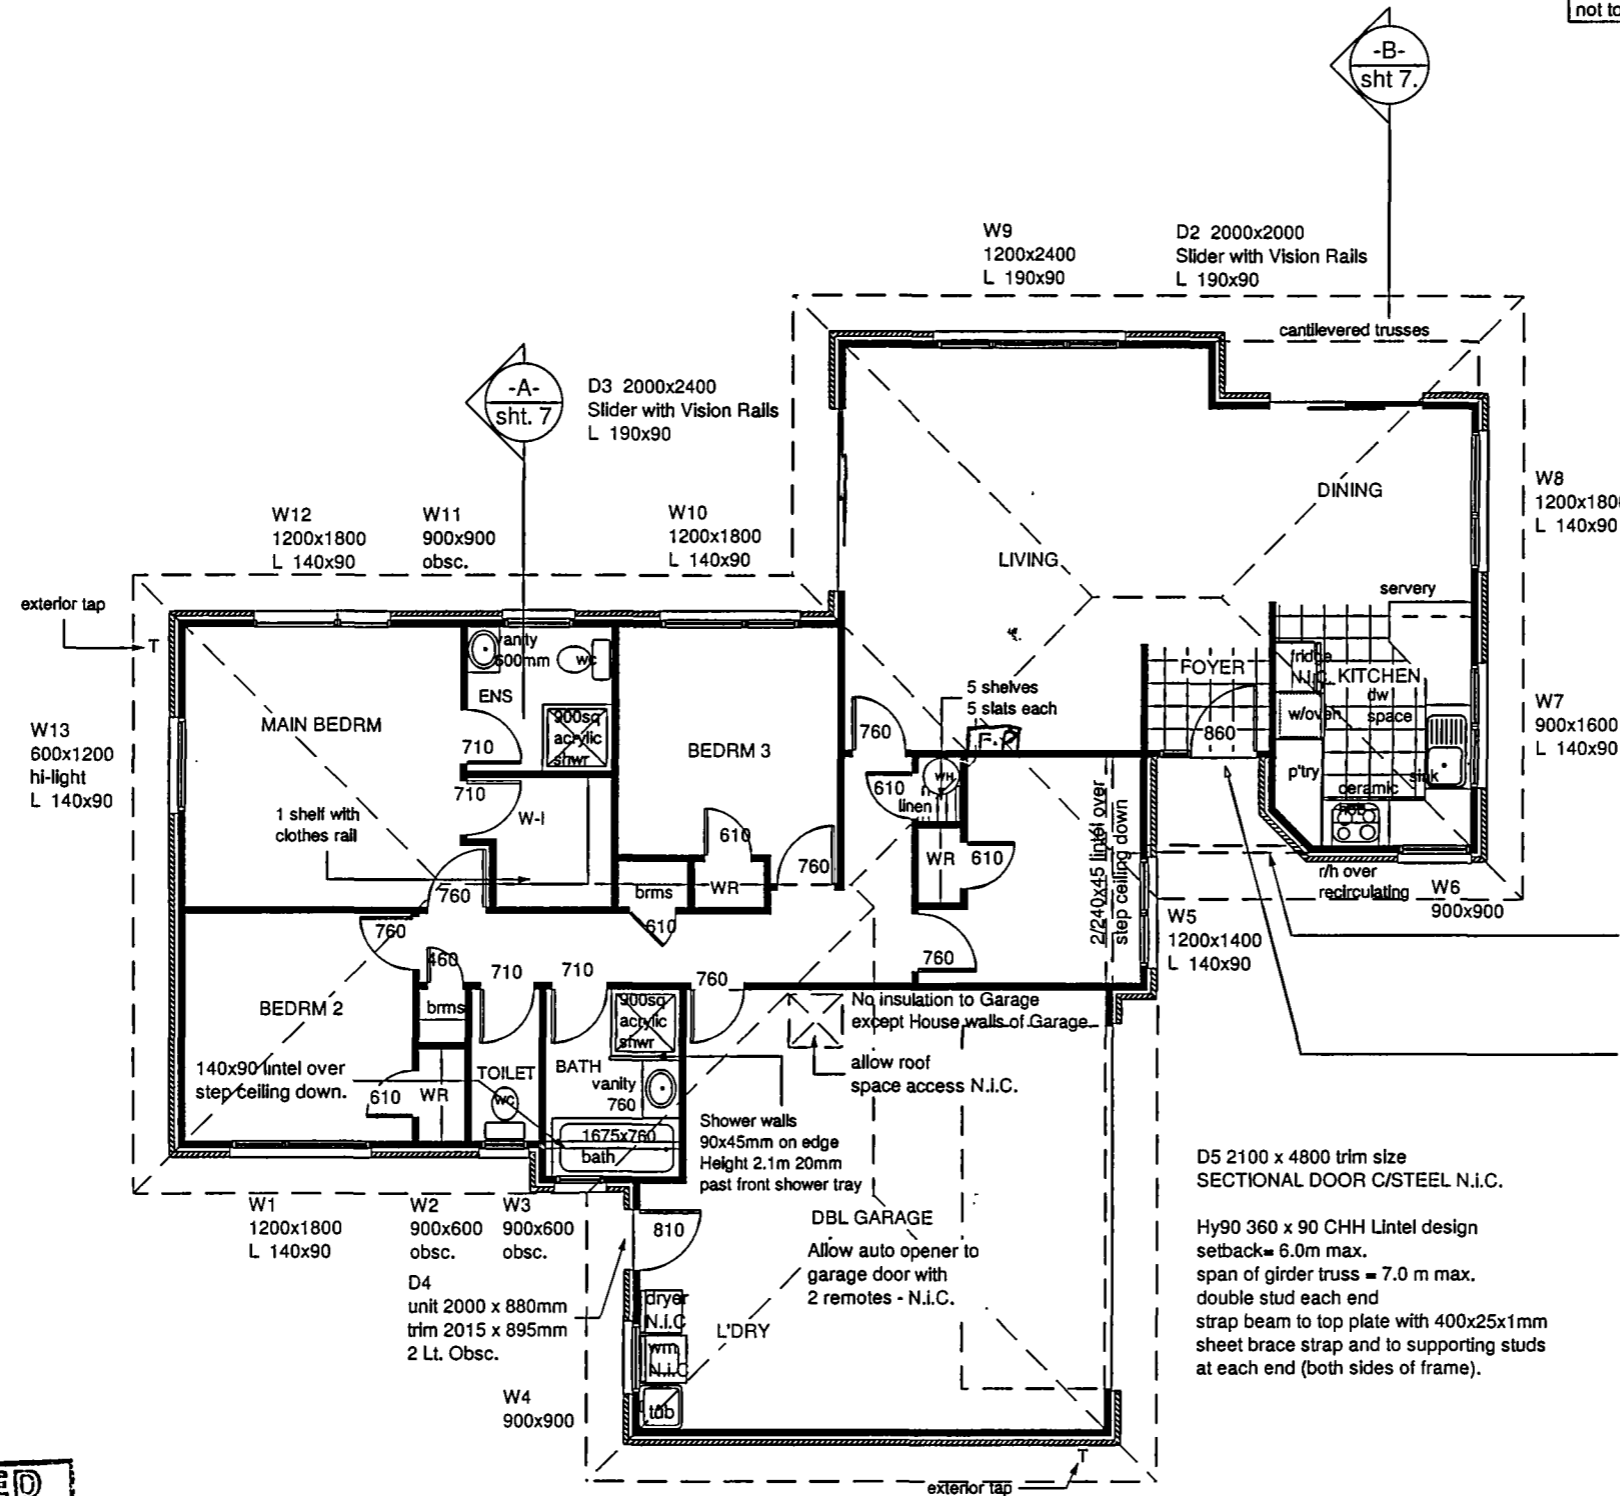 not to
-B-
sht 7.
W9
1200x2400
L 190x90
D2 2000x2000
Slider with Vision Rails
L 190x90
cantilevered trusses
-A-
sht. 7
D3 2000x2400
Slider with Vision Rails
L 190x90
W12
1200x1800
L 140x90
W11
900x900
obsc.
W10
1200x1800
L 140x90
W8
1200x180
L 140x90
DINING
LIVING
servery
exterior tap
T
vanity
600mm
wc
ENS
900sq
acrylic
shwr
MAIN BEDRM
W13
600x1200
hi-light
L 140x90
710
BEDRM 3
760
5 shelves
5 slats each
F.P
FOYER
860
fridge
N.i.C.
KITCHEN
dw
space
w/oven
p'try
sink
ceramic
HOB
W7
900x1600
L 140x90
710
W-I
1 shelf with
clothes rail
610
WH
linen
610
760
WR
610
2/240x45 lintel over
step ceiling down
brms
WR
610
760
760
r/h over
recirculating
W6
900x900
W5
1200x1400
L 140x90
460
710
710
760
760
BEDRM 2
brms
900sq
acrylic
shwr
No insulation to Garage
except House walls of Garage
allow roof
space access N.i.C.
140x90 lintel over
step ceiling down.
610
WR
TOILET
wc
BATH
vanity
760
1675x760
bath
Shower walls
90x45mm on edge
Height 2.1m 20mm
past front shower tray
D5 2100 x 4800 trim size
SECTIONAL DOOR C/STEEL N.i.C.
W1
1200x1800
L 140x90
W2
900x600
obsc.
W3
900x600
obsc.
810
DBL GARAGE
Allow auto opener to
garage door with
2 remotes - N.i.C.
Hy90 360 x 90 CHH Lintel design
setback= 6.0m max.
span of girder truss = 7.0 m max.
double stud each end
strap beam to top plate with 400x25x1mm
sheet brace strap and to supporting studs
at each end (both sides of frame).
D4
unit 2000 x 880mm
trim 2015 x 895mm
2 Lt. Obsc.
dryer
N.i.C
wm
N.i.C
tub
L'DRY
W4
900x900
T
exterior tap
ED